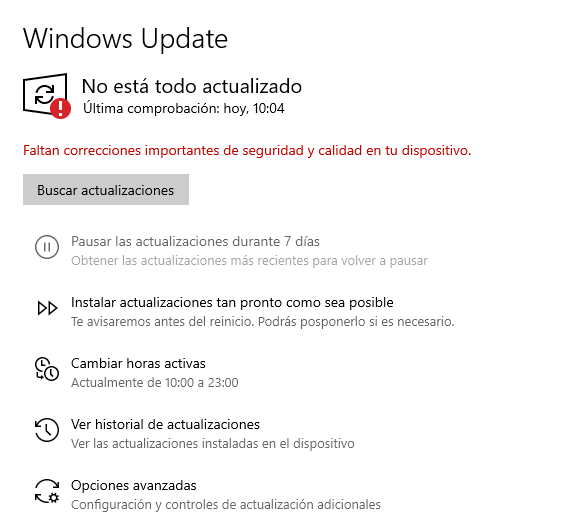 Windows Update
No está todo actualizado
Última comprobación: hoy, 10:04
Faltan correcciones importantes de seguridad y calidad en tu dispositivo.
Buscar actualizaciones
Pausar las actualizaciones durante 7 días
Obtener las actualizaciones más recientes para volver a pausar
Instalar actualizaciones tan pronto como sea posible
Te avisaremos antes del reinicio. Podrás posponerlo si es necesario.
Cambiar horas activas
Actualmente de 10:00 a 23:00
Ver historial de actualizaciones
Ver las actualizaciones instaladas en el dispositivo
Opciones avanzadas
Configuración y controles de actualización adicionales